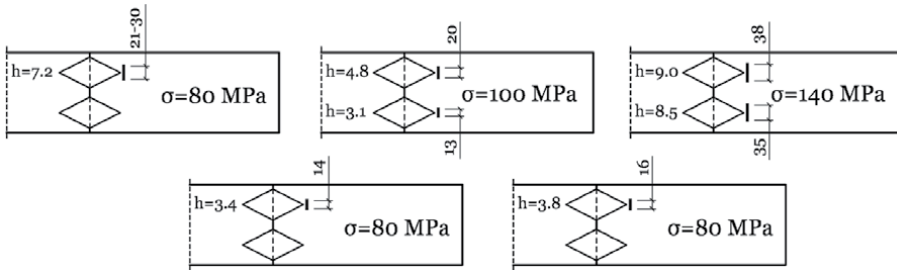 21-30
h=7.2
σ=80 MPa
20
h=4.8
h=3.1
σ=100 MPa
13
38
h=9.0
h=8.5
σ=140 MPa
35
14
h=3.4
σ=80 MPa
16
h=3.8
σ=80 MPa